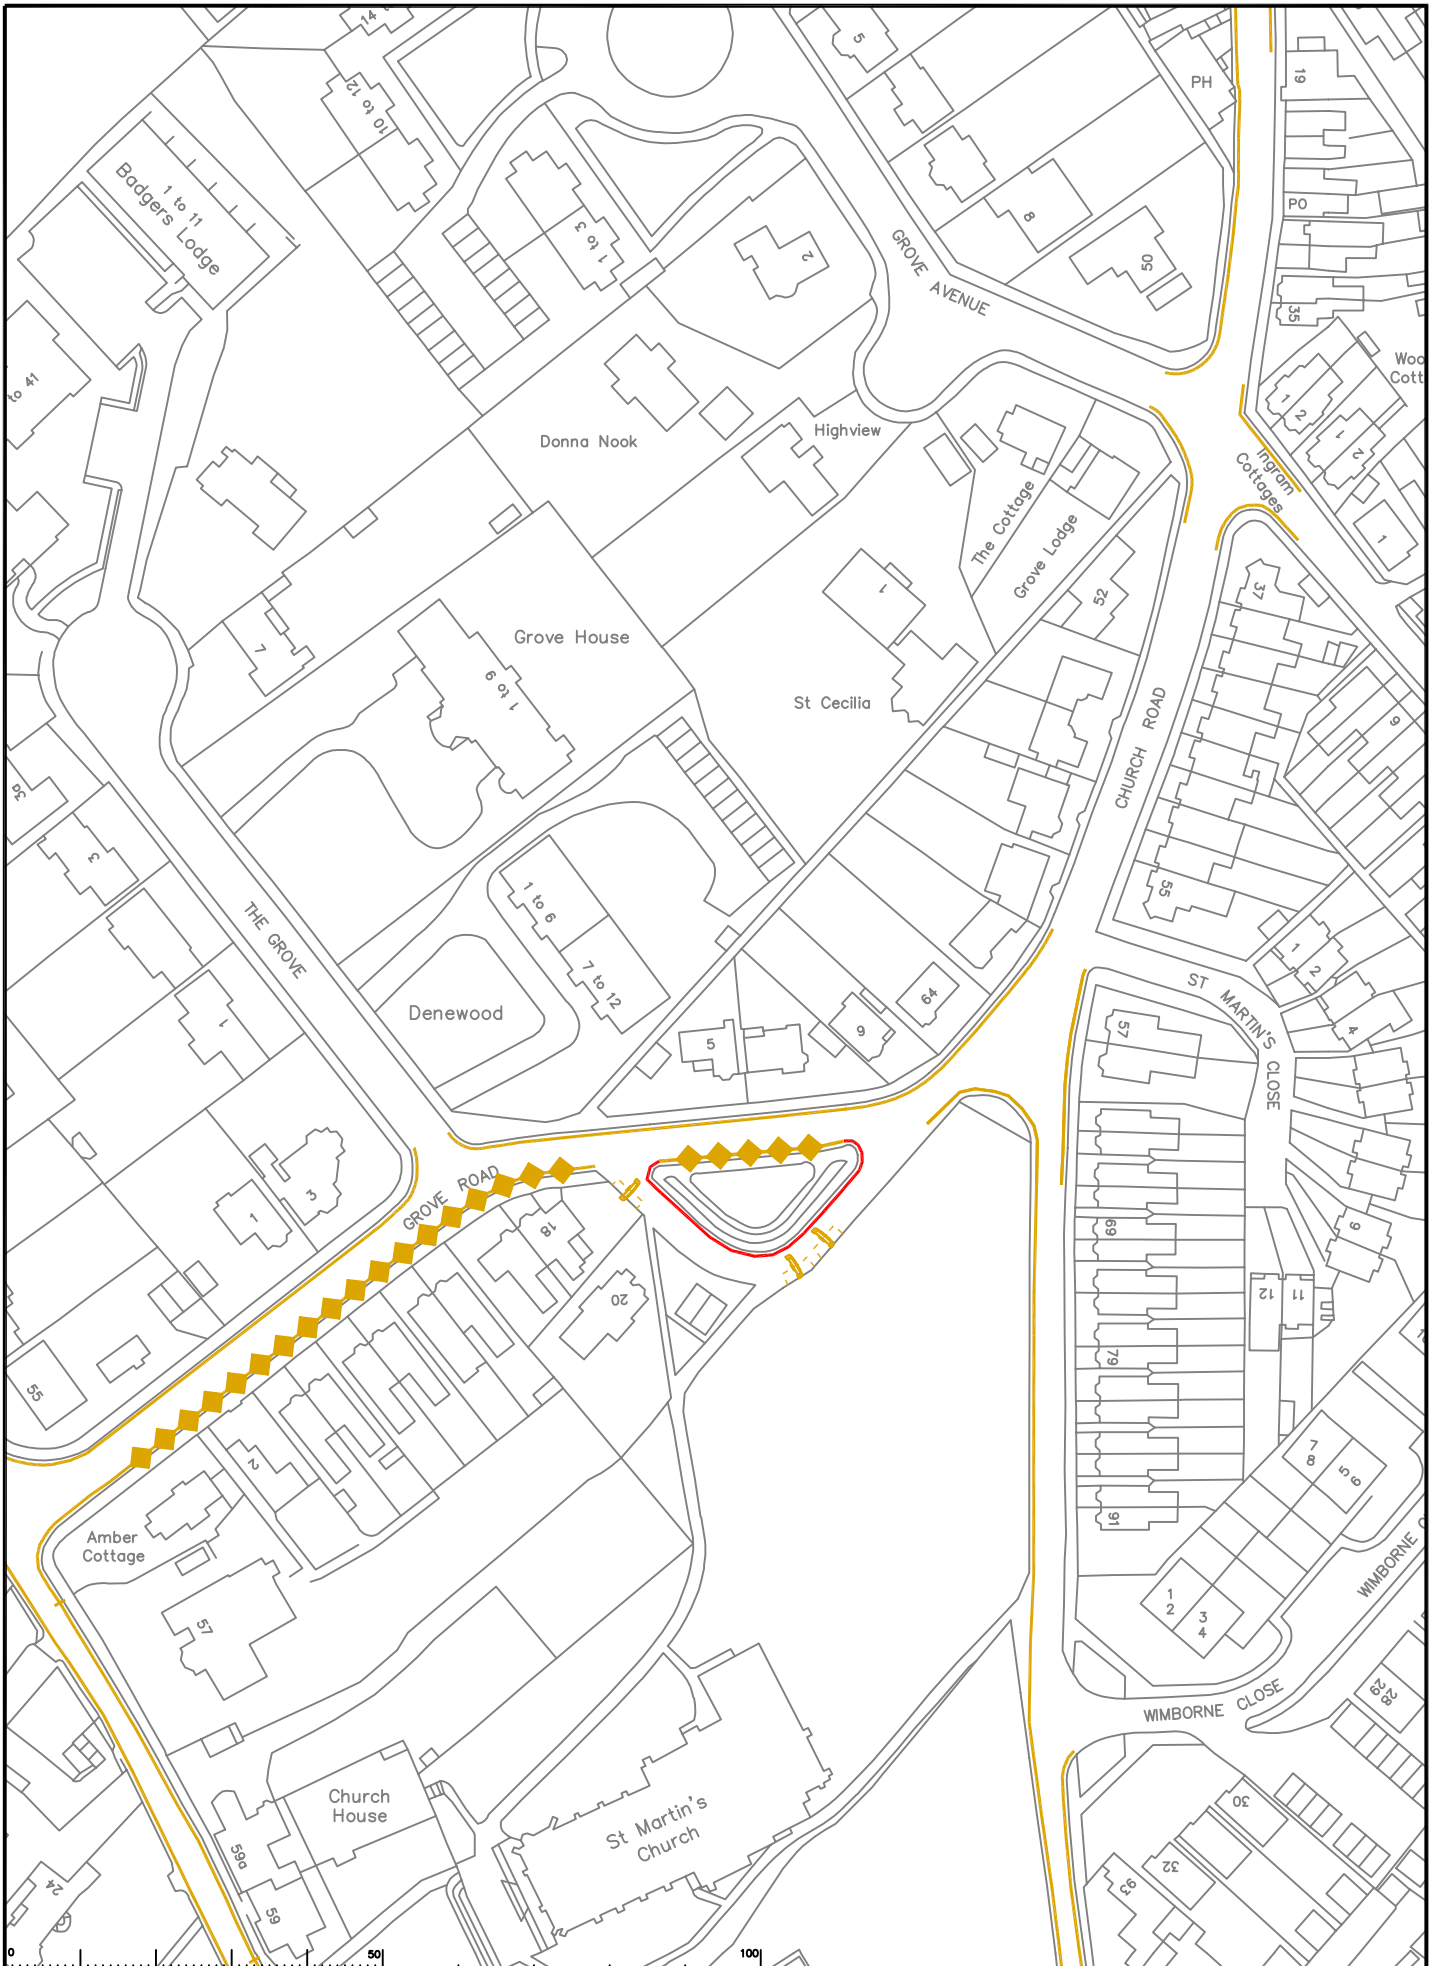 14
5
PH
19
10 to 12
1 to 11
Badgers Lodge
PO
1 to 3
2
8
50
GROVE AVENUE
35
to 41
Woo
Cott
1
2
1
2
Donna Nook
Highview
Ingram
Cottages
The Cottage
Grove Lodge
1
1
52
37
7
Grove House
1 to 9
St Cecilia
CHURCH ROAD
9
3a
3
55
1 to 6
THE GROVE
7 to 12
1
2
64
ST MARTIN'S CLOSE
Denewood
1
5
9
57
4
3
1
GROVE ROAD
18
69
9
20
12
11
79
55
2
7
8
5
6
91
Amber
Cottage
WIMBORNE C
57
1
2
3
4
28
29
WIMBORNE CLOSE
Church
House
St Martin's
Church
30
59a
32
93
24
59
0
50
100